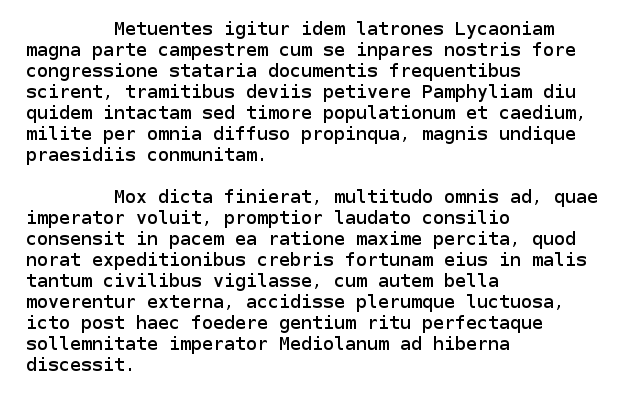 Metuentes igitur idem latrones Lycaoniam
magna parte campestrem cum se inpares nostris fore
congressione stataria documentis frequentibus
scirent, tramitibus deviis petivere Pamphyliam diu
quidem intactam sed timore populationum et caedium,
milite per omnia diffuso propinqua, magnis undique
praesidiis conmunitam.

Mox dicta finierat, multitudo omnis ad, quae
imperator voluit, promptior laudato consilio
consensit in pacem ea ratione maxime percita, quod
norat expeditionibus crebris fortunam eius in malis
tantum civilibus vigilasse, cum autem bella
moverentur externa, accidisse plerumque luctuosa,
icto post haec foedere gentium ritu perfectaque
sollemnitate imperator Mediolanum ad hiberna
discessit.